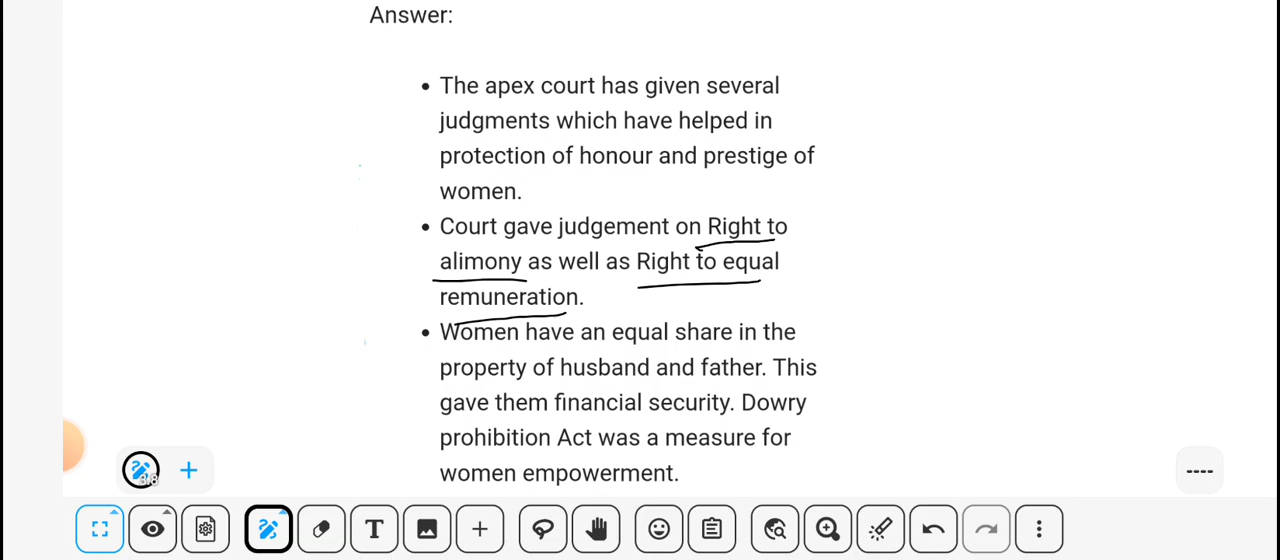 Answer:
• The apex court has given several
judgments which have helped in
protection of honour and prestige of
women.
• Court gave judgement on Right to
alimony as well as Right to equal
remuneration.
• Women have an equal share in the
property of husband and father. This
gave them financial security. Dowry
prohibition Act was a measure for
women empowerment.